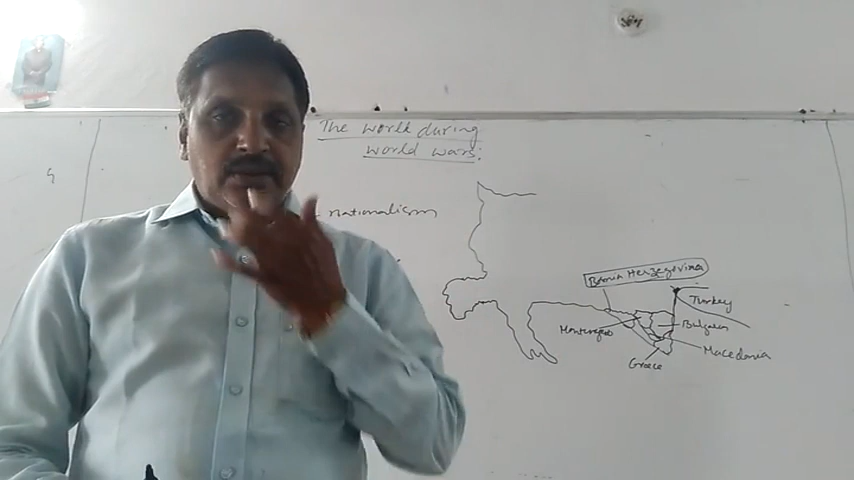 The world during
world wars.
nationalism
Bosnia Herzegovina
Turkey
Montenegro
Bulgaria
Macedonia
Greece